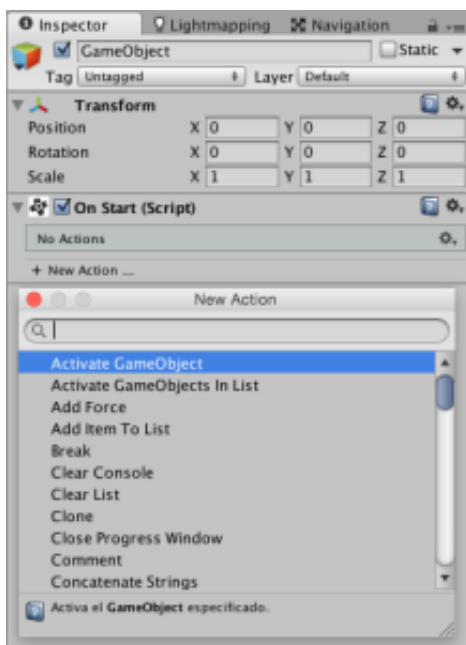 Inspector Lightmapping Navigation
GameObject Static
Tag Untagged Layer Default
Transform
Position X 0 Y 0 Z 0
Rotation X 0 Y 0 Z 0
Scale X 1 Y 1 Z 1
On Start (Script)
No Actions
+ New Action ...
New Action
Activate GameObject
Activate GameObjects In List
Add Force
Add Item To List
Break
Clear Console
Clear List
Clone
Close Progress Window
Comment
Concatenate Strings
Activa el GameObject especificado.